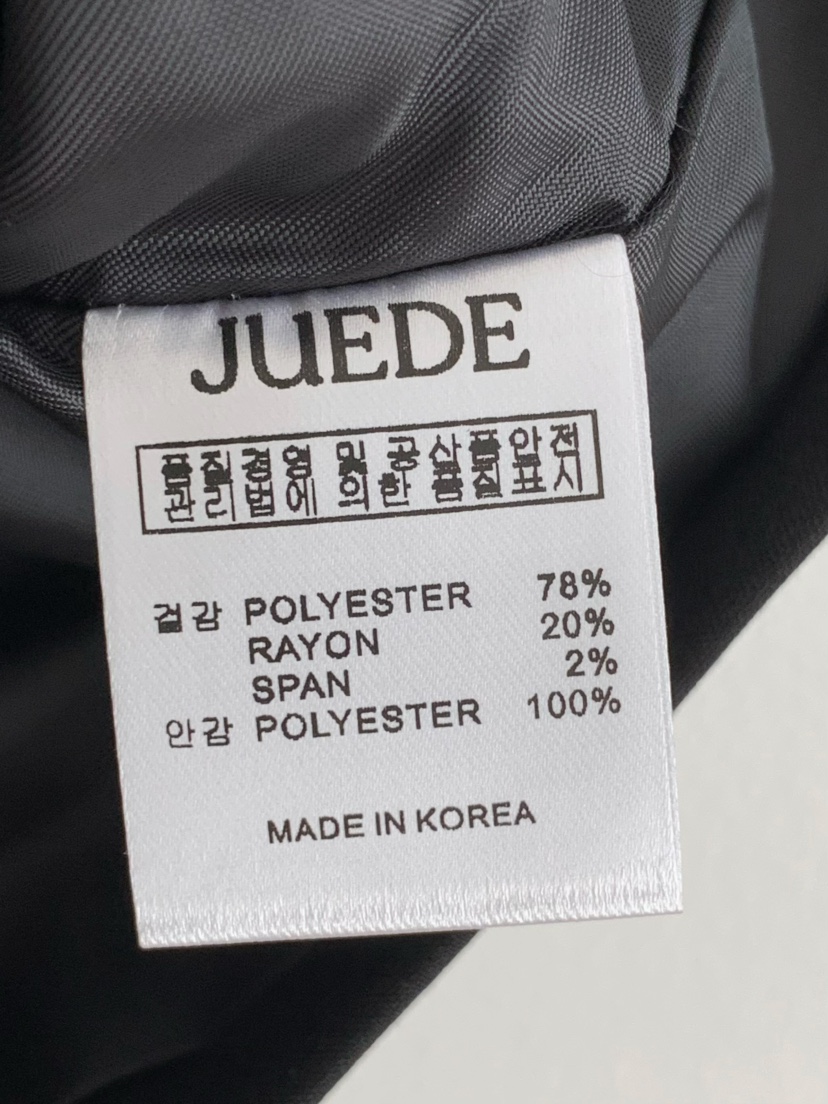 JUEDE
품질경영 및 공산품안전
관리법에 의한 품질표시
겉감 POLYESTER 78%
RAYON 20%
SPAN 2%
안감 POLYESTER 100%
MADE IN KOREA